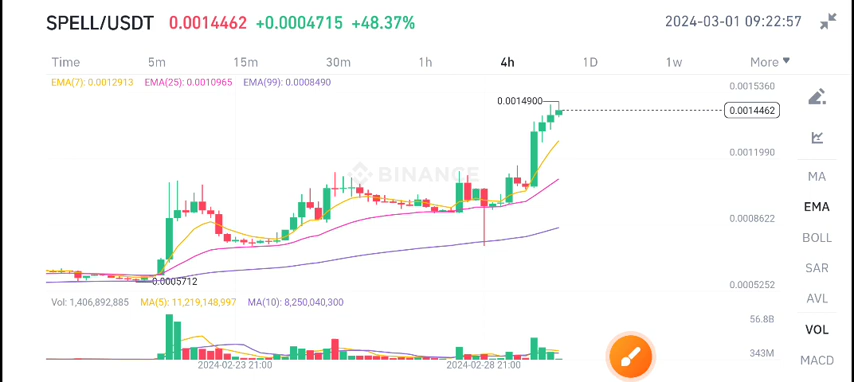 SPELL/USDT 0.0014462 +0.0004715 +48.37% 2024-03-01 09:22:57
Time 5m 15m 30m 1h 4h 1D 1w More
EMA(7): 0.0012913 EMA(25): 0.0010965 EMA(99): 0.0008490
0.0015360
0.0014900
0.0014462
0.0011990
BINANCE
0.0008622
0.0005712
0.0005252
Vol: 1,406,892,885 MA(5): 11,219,148,997 MA(10): 8,250,040,300
56.8B
343M
2024-02-23 21:00 2024-02-28 21:00
MA
EMA
BOLL
SAR
AVL
VOL
MACD